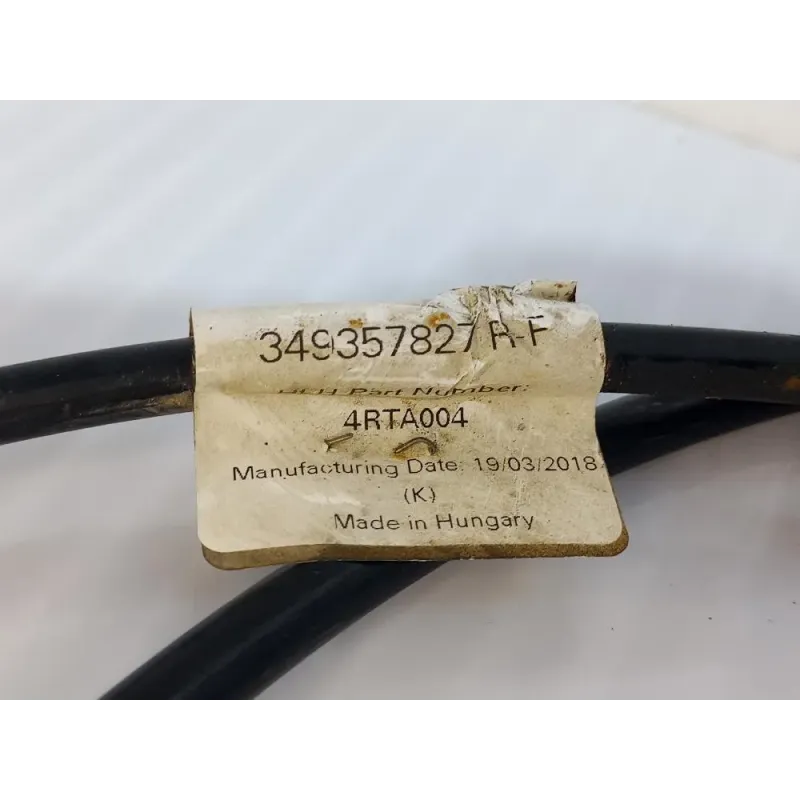 349357827 R-F
Part Number:
4RTA004
Manufacturing Date: 19/03/2018
(K)
Made in Hungary